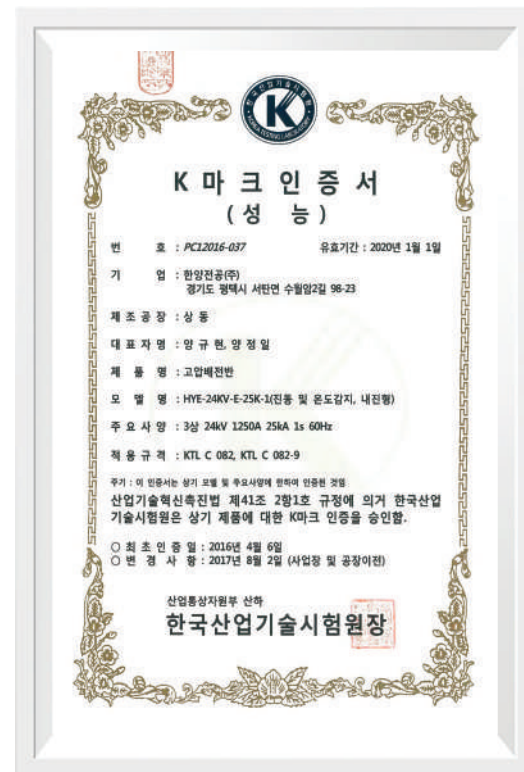 한국산업기술시험원
K
KOREA TESTING LABORATORY
K 마 크 인 증 서
(성 능)
번 호 : PC12016-037 유효기간 : 2020년 1월 1일
기 업 : 한양전공(주)
경기도 평택시 서탄면 수월암2길 98-23
제 조 공 장 : 상 동
대 표 자 명 : 양 규 현, 양 정 일
제 품 명 : 고압배전반
모 델 명 : HYE-24KV-E-25K-1(진동 및 온도감지, 내진형)
주 요 사 양 : 3상 24kV 1250A 25kA 1s 60Hz
적 용 규 격 : KTL C 082, KTL C 082-9
주기 : 이 인증서는 상기 모델 및 주요사양에 한하여 인증된 것임
산업기술혁신촉진법 제41조 2항1호 규정에 의거 한국산업
기술시험원은 상기 제품에 대한 K마크 인증을 승인함.
○ 최 초 인 증 일 : 2016년 4월 6일
○ 변 경 사 항 : 2017년 8월 2일 (사업장 및 공장이전)
산업통상자원부 산하
한국산업기술시험원장